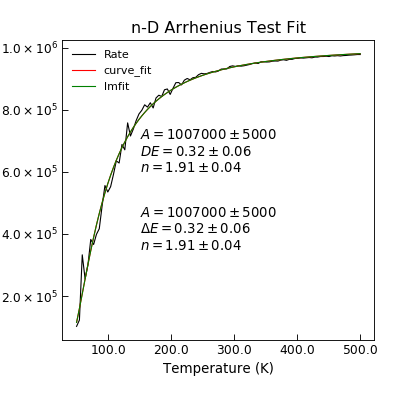 n-D Arrhenius Test Fit
1.0 × 10⁶
8.0 × 10⁵
6.0 × 10⁵
4.0 × 10⁵
2.0 × 10⁵
Rate
curve_fit
lmfit
A = 1007000 ± 5000
DE = 0.32 ± 0.06
n = 1.91 ± 0.04
A = 1007000 ± 5000
ΔE = 0.32 ± 0.06
n = 1.91 ± 0.04
100.0 200.0 300.0 400.0 500.0
Temperature (K)